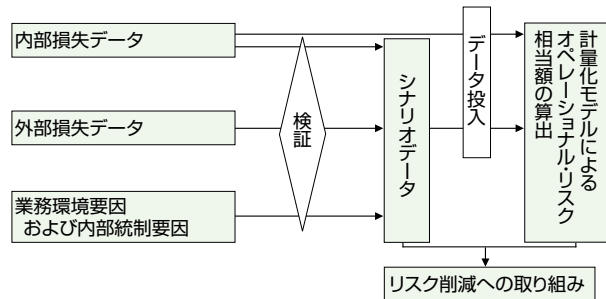 内部損失データ
外部損失データ
業務環境要因
および内部統制要因
検証
シナリオデータ
データ投入
計量化モデルによる
オペレーショナル・リスク
相当額の算出
リスク削減への取り組み